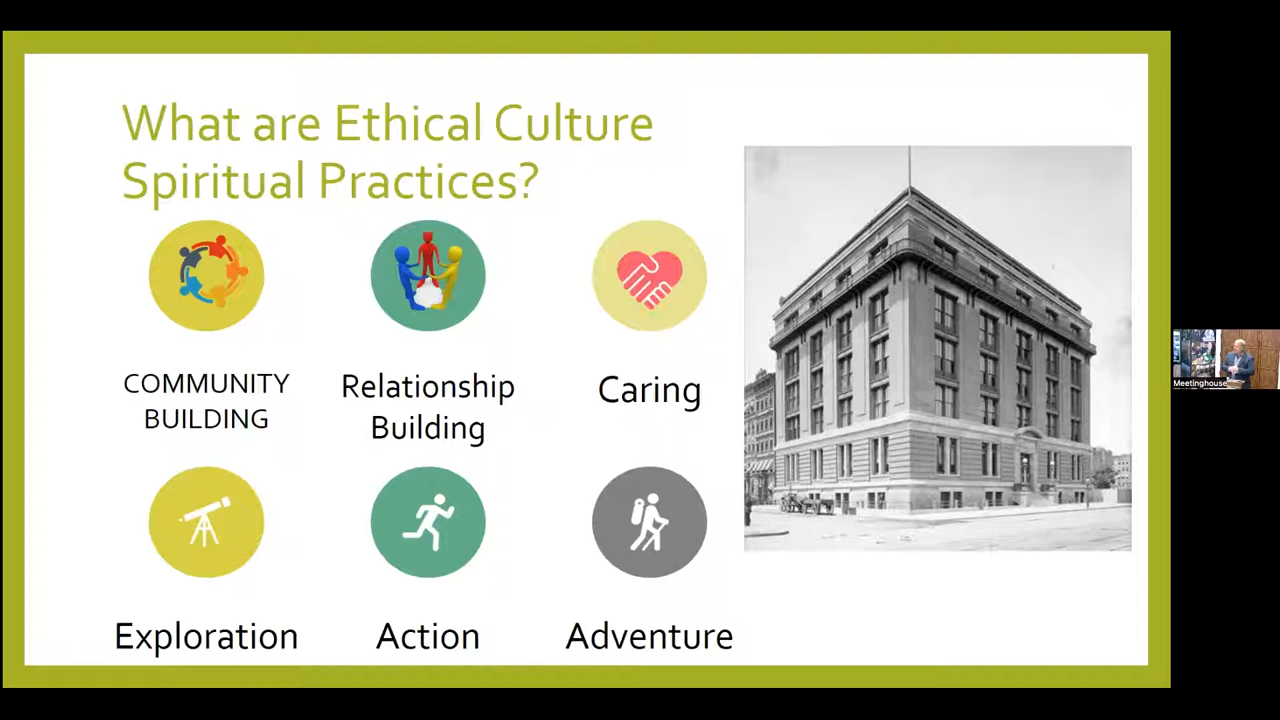 What are Ethical Culture
Spiritual Practices?
COMMUNITY
BUILDING
Relationship
Building
Caring
Exploration
Action
Adventure
Meetinghouse